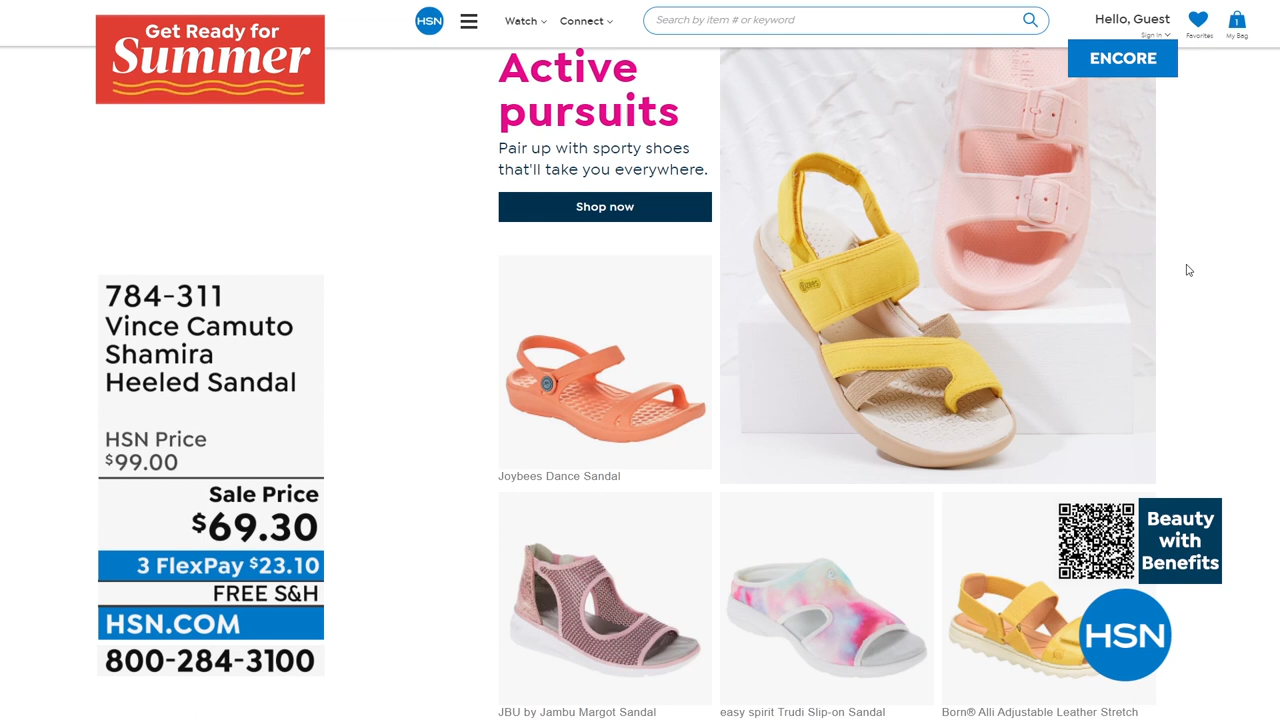 Get Ready for
Summer
HSN
Watch
Connect
Search by item # or keyword
Hello, Guest
Sign in
Favorites
1
My Bag
ENCORE
Active
pursuits
Pair up with sporty shoes
that'll take you everywhere.
Shop now
784-311
Vince Camuto
Shamira
Heeled Sandal
HSN Price
$99.00
Sale Price
$69.30
3 FlexPay $23.10
FREE S&H
HSN.COM
800-284-3100
Joybees Dance Sandal
Beauty
with
Benefits
HSN
JBU by Jambu Margot Sandal
easy spirit Trudi Slip-on Sandal
Born® Alli Adjustable Leather Stretch